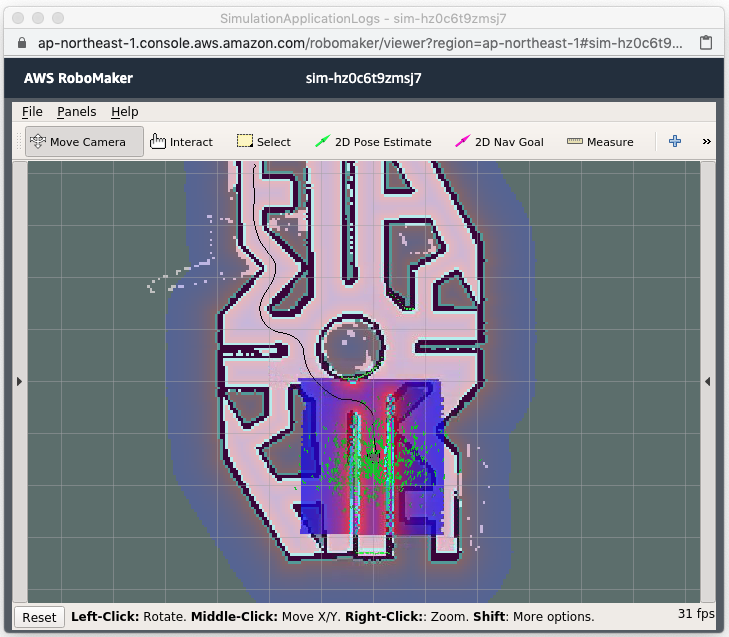 SimulationApplicationLogs - sim-hz0c6t9zmsj7
ap-northeast-1.console.aws.amazon.com/robomaker/viewer?region=ap-northeast-1#sim-hz0c6t9...
AWS RoboMaker sim-hz0c6t9zmsj7
File Panels Help
Move Camera Interact Select 2D Pose Estimate 2D Nav Goal Measure »
Reset Left-Click: Rotate. Middle-Click: Move X/Y. Right-Click:: Zoom. Shift: More options. 31 fps